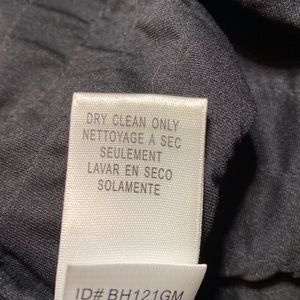 DRY CLEAN ONLY
NETTOYAGE A SEC
SEULEMENT
LAVAR EN SECO
SOLAMENTE
ID# BH121GM